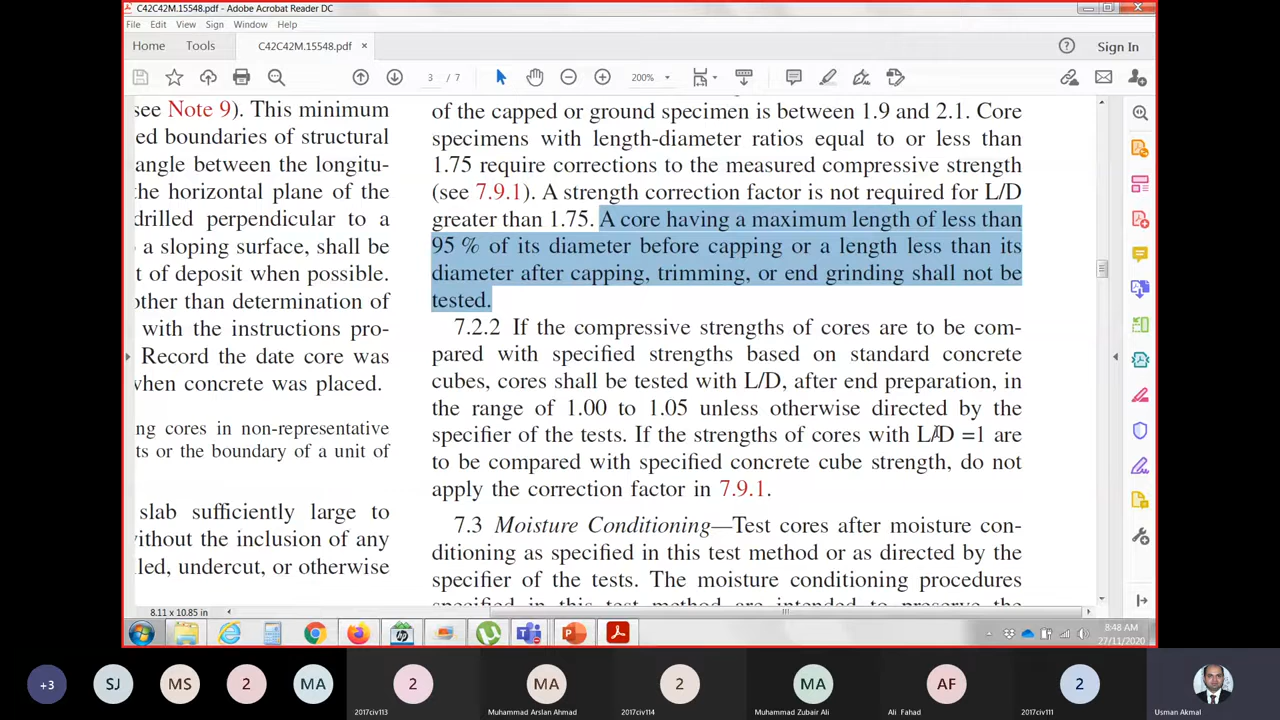 C42C42M.15548.pdf - Adobe Acrobat Reader DC
File Edit View Sign Window Help
Home Tools C42C42M.15548.pdf × Sign In
3 / 7 200%
see Note 9). This minimum
ed boundaries of structural
angle between the longitu-
the horizontal plane of the
drilled perpendicular to a
a sloping surface, shall be
t of deposit when possible.
other than determination of
with the instructions pro-
Record the date core was
when concrete was placed.
ng cores in non-representative
ts or the boundary of a unit of
slab sufficiently large to
without the inclusion of any
led, undercut, or otherwise
of the capped or ground specimen is between 1.9 and 2.1. Core
specimens with length-diameter ratios equal to or less than
1.75 require corrections to the measured compressive strength
(see 7.9.1). A strength correction factor is not required for L/D
greater than 1.75. A core having a maximum length of less than
95 % of its diameter before capping or a length less than its
diameter after capping, trimming, or end grinding shall not be
tested.
7.2.2 If the compressive strengths of cores are to be com-
pared with specified strengths based on standard concrete
cubes, cores shall be tested with L/D, after end preparation, in
the range of 1.00 to 1.05 unless otherwise directed by the
specifier of the tests. If the strengths of cores with L/D =1 are
to be compared with specified concrete cube strength, do not
apply the correction factor in 7.9.1.
7.3 Moisture Conditioning—Test cores after moisture con-
ditioning as specified in this test method or as directed by the
specifier of the tests. The moisture conditioning procedures
specified in this test method are intended to preserve the
8.11 x 10.85 in
8:48 AM
27/11/2020
+3 SJ MS 2 MA 2 MA 2 MA AF 2
2017civ113 Muhammad Arslan Ahmad 2017civ114 Muhammad Zubair Ali Ali Fahad 2017civ111 Usman Akmal